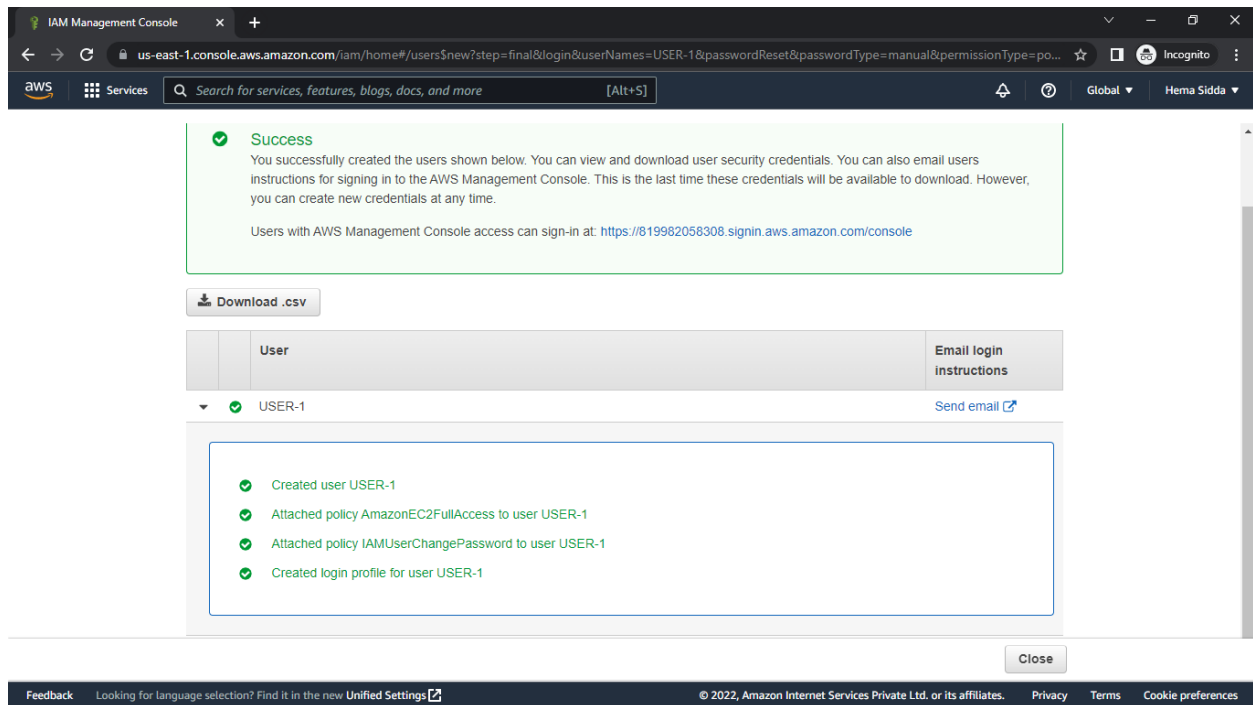 IAM Management Console
us-east-1.console.aws.amazon.com/iam/home#/users$new?step=final&login&userNames=USER-1&passwordReset&passwordType=manual&permissionType=po...
Incognito
aws
Services
Search for services, features, blogs, docs, and more
[Alt+S]
Global
Hema Sidda
Success
You successfully created the users shown below. You can view and download user security credentials. You can also email users
instructions for signing in to the AWS Management Console. This is the last time these credentials will be available to download. However,
you can create new credentials at any time.
Users with AWS Management Console access can sign-in at: https://819982058308.signin.aws.amazon.com/console
Download .csv
User
Email login
instructions
USER-1
Send email
Created user USER-1
Attached policy AmazonEC2FullAccess to user USER-1
Attached policy IAMUserChangePassword to user USER-1
Created login profile for user USER-1
Close
Feedback
Looking for language selection? Find it in the new Unified Settings
© 2022, Amazon Internet Services Private Ltd. or its affiliates.
Privacy
Terms
Cookie preferences